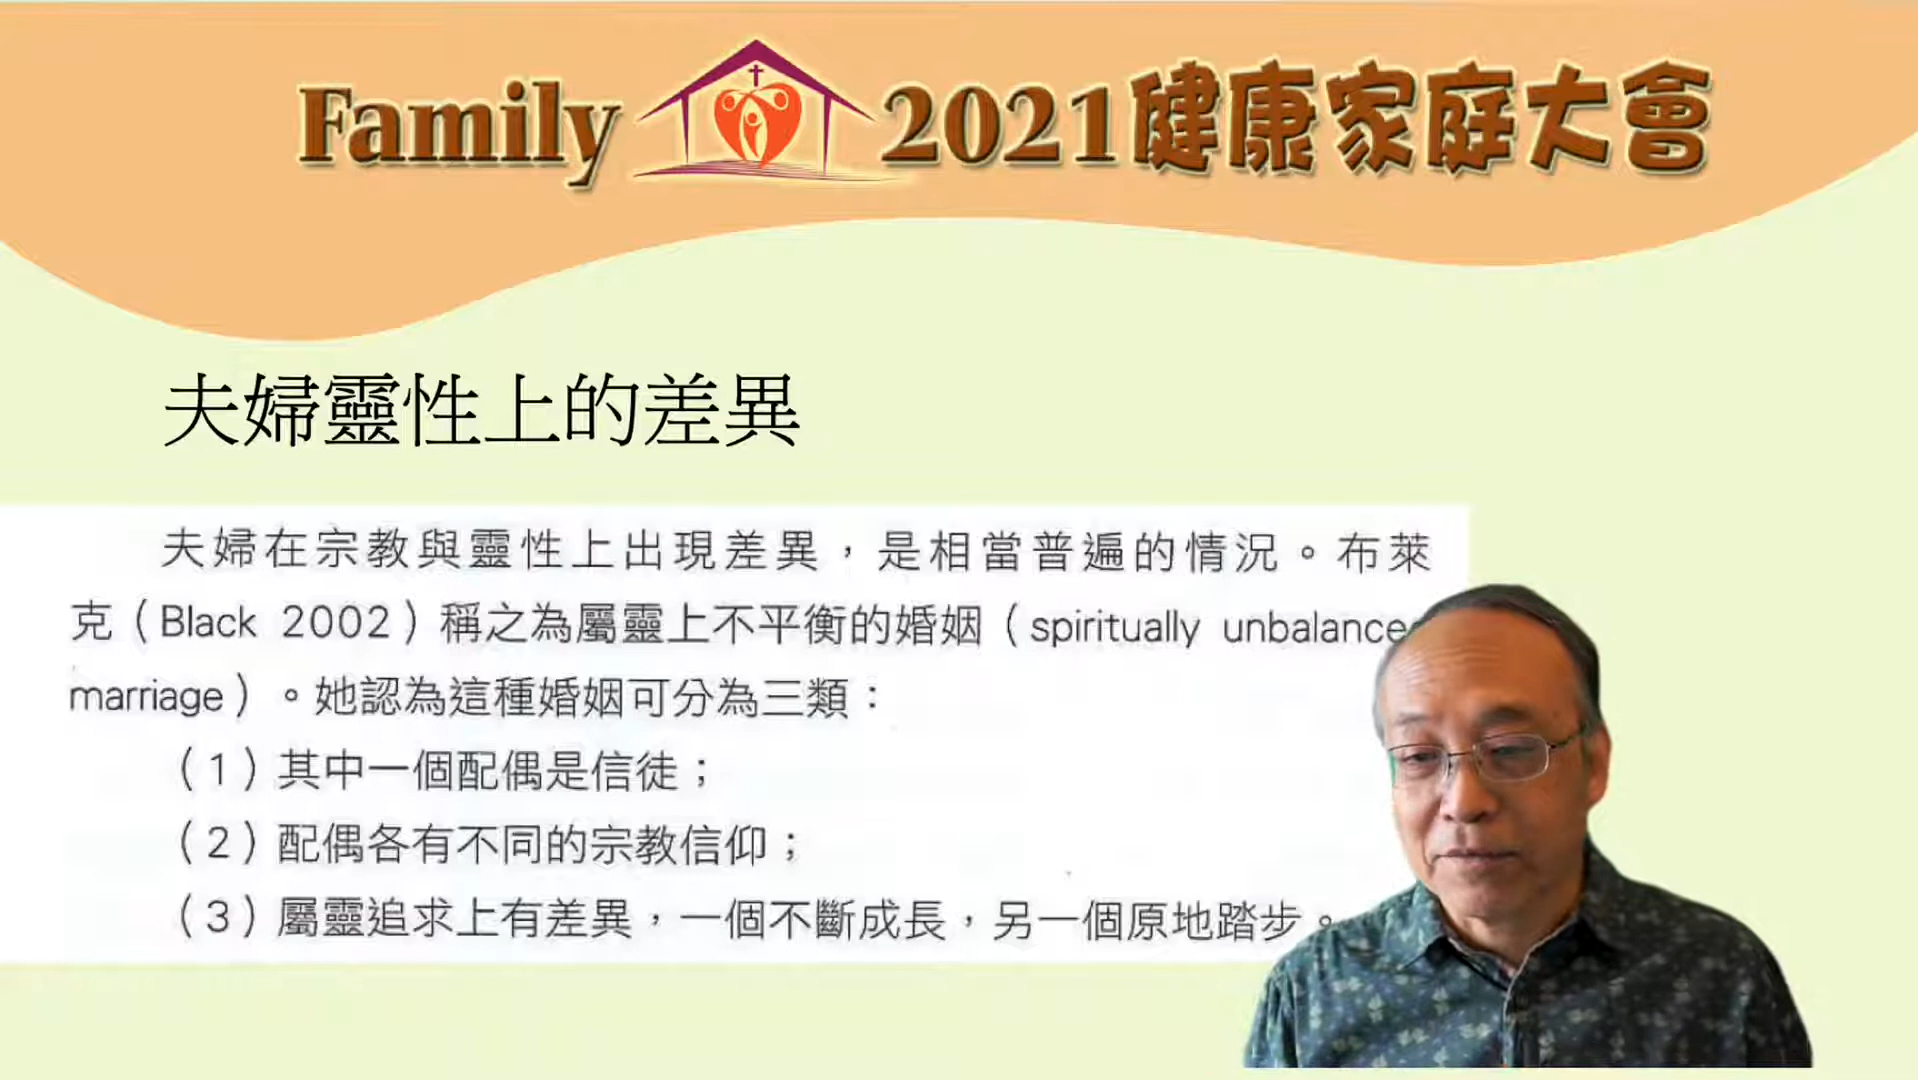 Family 2021健康家庭大會
夫婦靈性上的差異
夫婦在宗教與靈性上出現差異，是相當普遍的情況。布萊
克（Black 2002）稱之為屬靈上不平衡的婚姻（spiritually unbalanced
marriage）。她認為這種婚姻可分為三類：
（1）其中一個配偶是信徒；
（2）配偶各有不同的宗教信仰；
（3）屬靈追求上有差異，一個不斷成長，另一個原地踏步。